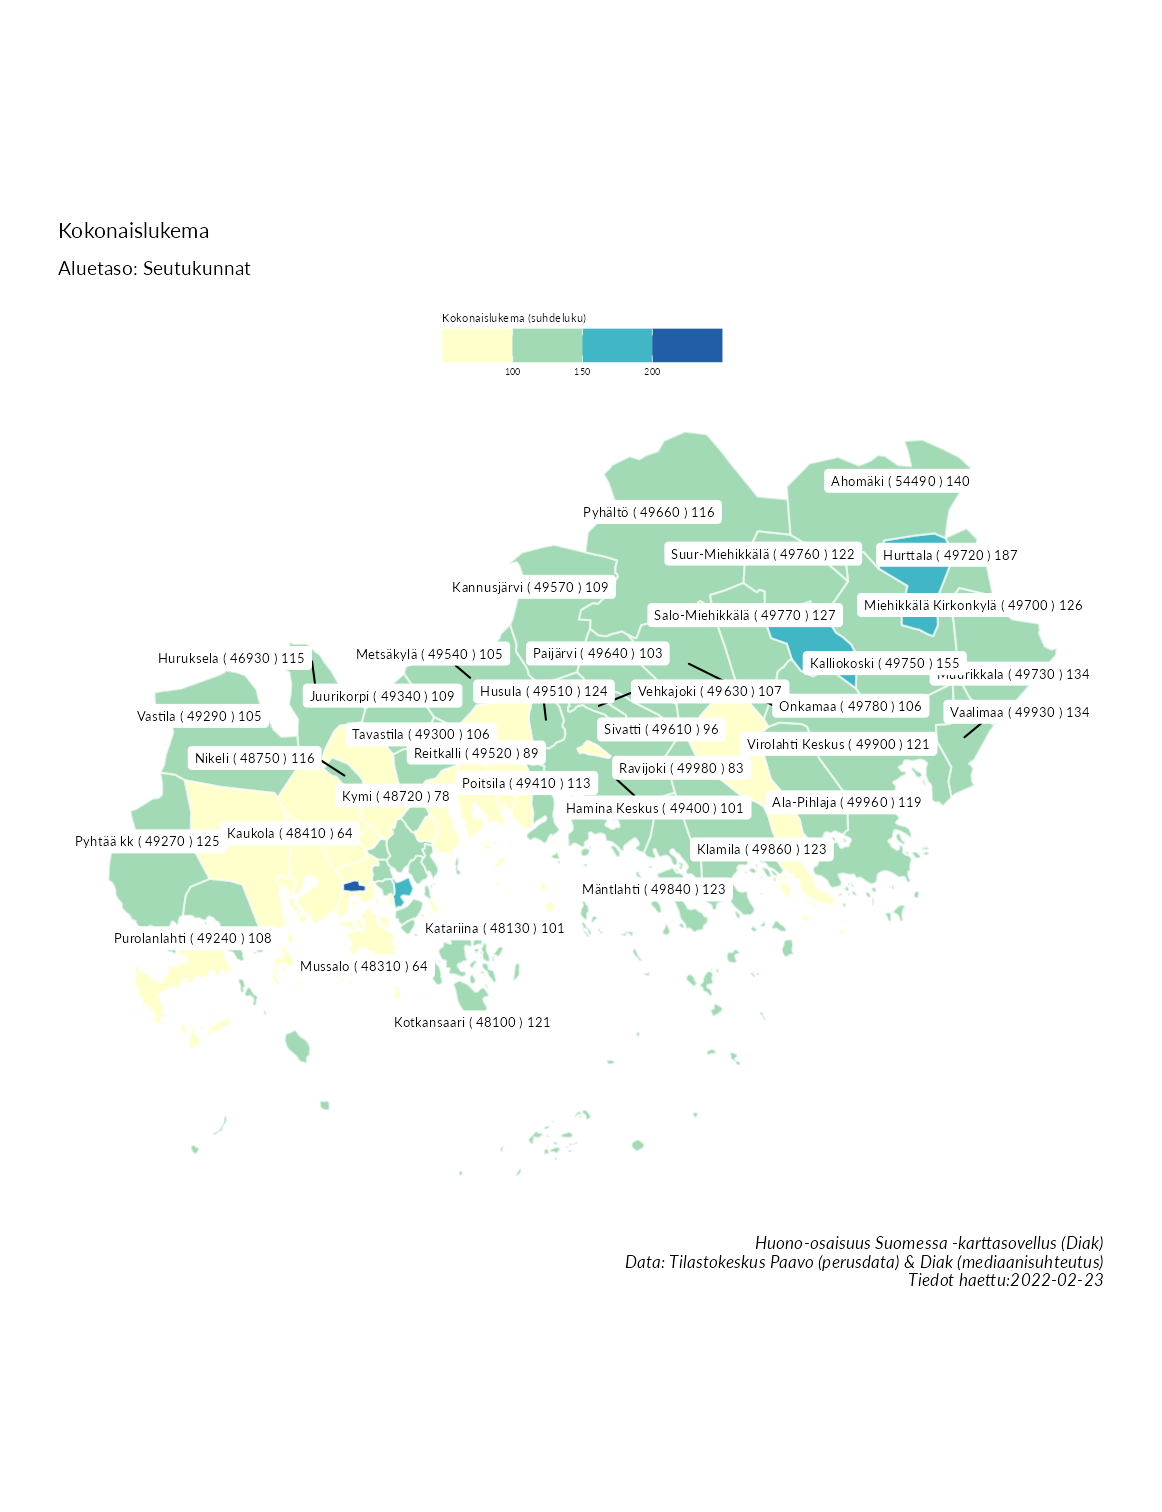 Kokonaislukema
Aluetaso: Seutukunnat
Kokonaislukema (suhdeluku)
100 150 200
Ahomäki ( 54490 ) 140
Pyhältö ( 49660 ) 116
Suur-Miehikkälä ( 49760 ) 122
Hurttala ( 49720 ) 187
Kannusjärvi ( 49570 ) 109
Miehikkälä Kirkonkylä ( 49700 ) 126
Salo-Miehikkälä ( 49770 ) 127
Metsäkylä ( 49540 ) 105
Paijärvi ( 49640 ) 103
Huruksela ( 46930 ) 115
Kalliokoski ( 49750 ) 155
Muurikkala ( 49730 ) 134
Juurikorpi ( 49340 ) 109
Husula ( 49510 ) 124
Vehkajoki ( 49630 ) 107
Onkamaa ( 49780 ) 106
Vaalimaa ( 49930 ) 134
Vastila ( 49290 ) 105
Tavastila ( 49300 ) 106
Sivatti ( 49610 ) 96
Virolahti Keskus ( 49900 ) 121
Nikeli ( 48750 ) 116
Reitkalli ( 49520 ) 89
Ravijoki ( 49980 ) 83
Poitsila ( 49410 ) 113
Kymi ( 48720 ) 78
Hamina Keskus ( 49400 ) 101
Ala-Pihlaja ( 49960 ) 119
Pyhtää kk ( 49270 ) 125
Kaukola ( 48410 ) 64
Klamila ( 49860 ) 123
Mäntlahti ( 49840 ) 123
Katariina ( 48130 ) 101
Purolanlahti ( 49240 ) 108
Mussalo ( 48310 ) 64
Kotkansaari ( 48100 ) 121
Huono-osaisuus Suomessa -karttasovellus (Diak)
Data: Tilastokeskus Paavo (perusdata) & Diak (mediaanisuhteutus)
Tiedot haettu:2022-02-23